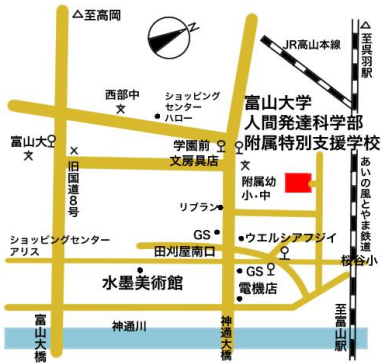 △至高岡
N
JR高山本線
△至呉羽駅
西部中
ショッピング
センター
ハロー
富山大学
人間発達科学部
附属特別支援学校
富山大
×
旧国道8号
学園前
文房具店
附属幼
小・中
あいの風とやま鉄道
リブラン
GS
ウエルシアフジイ
ショッピングセンター
アリス
田刈屋南口
桜谷小
水墨美術館
GS
電機店
富山大橋
神通川
神通大橋
至富山駅